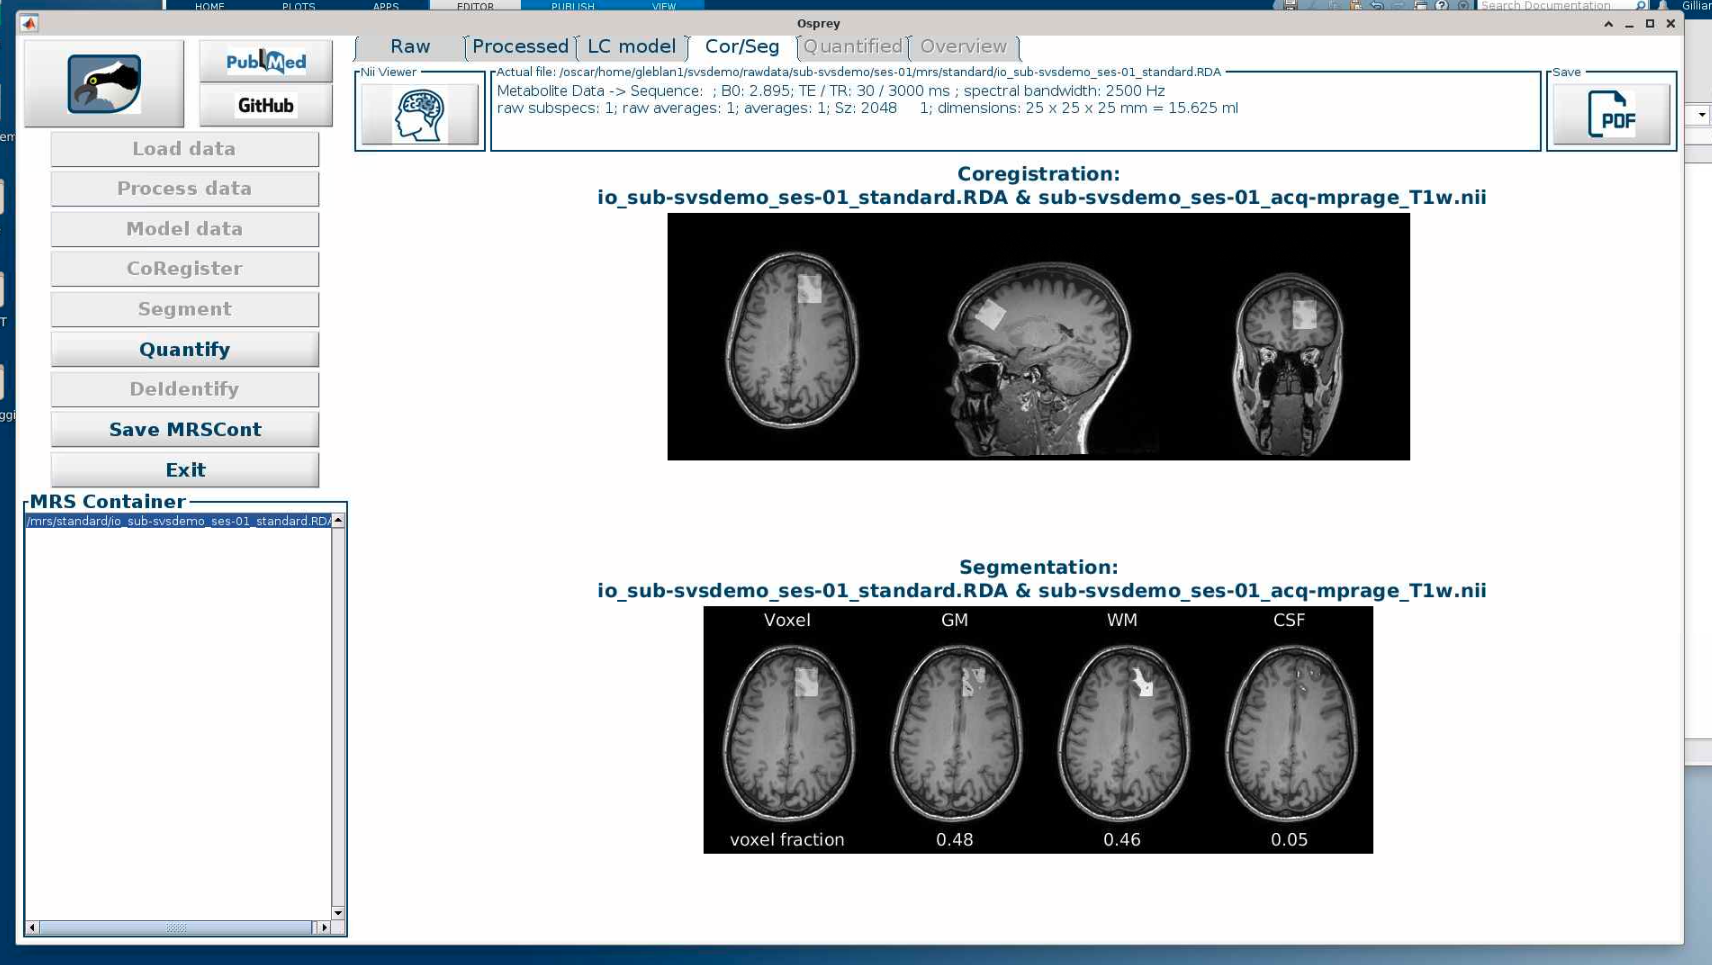 HOME PLOTS APPS EDITOR PUBLISH VIEW
Search Documentation
Osprey
PubMed
GitHub
Load data
Process data
Model data
CoRegister
Segment
Quantify
DeIdentify
Save MRSCont
Exit
MRS Container
/mrs/standard/io_sub-svsdemo_ses-01_standard.RDA
Raw Processed LC model Cor/Seg Quantified Overview
Nii Viewer
Actual file: /oscar/home/gleblan1/svsdemo/rawdata/sub-svsdemo/ses-01/mrs/standard/io_sub-svsdemo_ses-01_standard.RDA
Metabolite Data -> Sequence: ; B0: 2.895; TE / TR: 30 / 3000 ms ; spectral bandwidth: 2500 Hz
raw subspecs: 1; raw averages: 1; averages: 1; Sz: 2048 1; dimensions: 25 x 25 x 25 mm = 15.625 ml
Save
PDF
Coregistration:
io_sub-svsdemo_ses-01_standard.RDA & sub-svsdemo_ses-01_acq-mprage_T1w.nii
Segmentation:
io_sub-svsdemo_ses-01_standard.RDA & sub-svsdemo_ses-01_acq-mprage_T1w.nii
Voxel GM WM CSF
voxel fraction 0.48 0.46 0.05